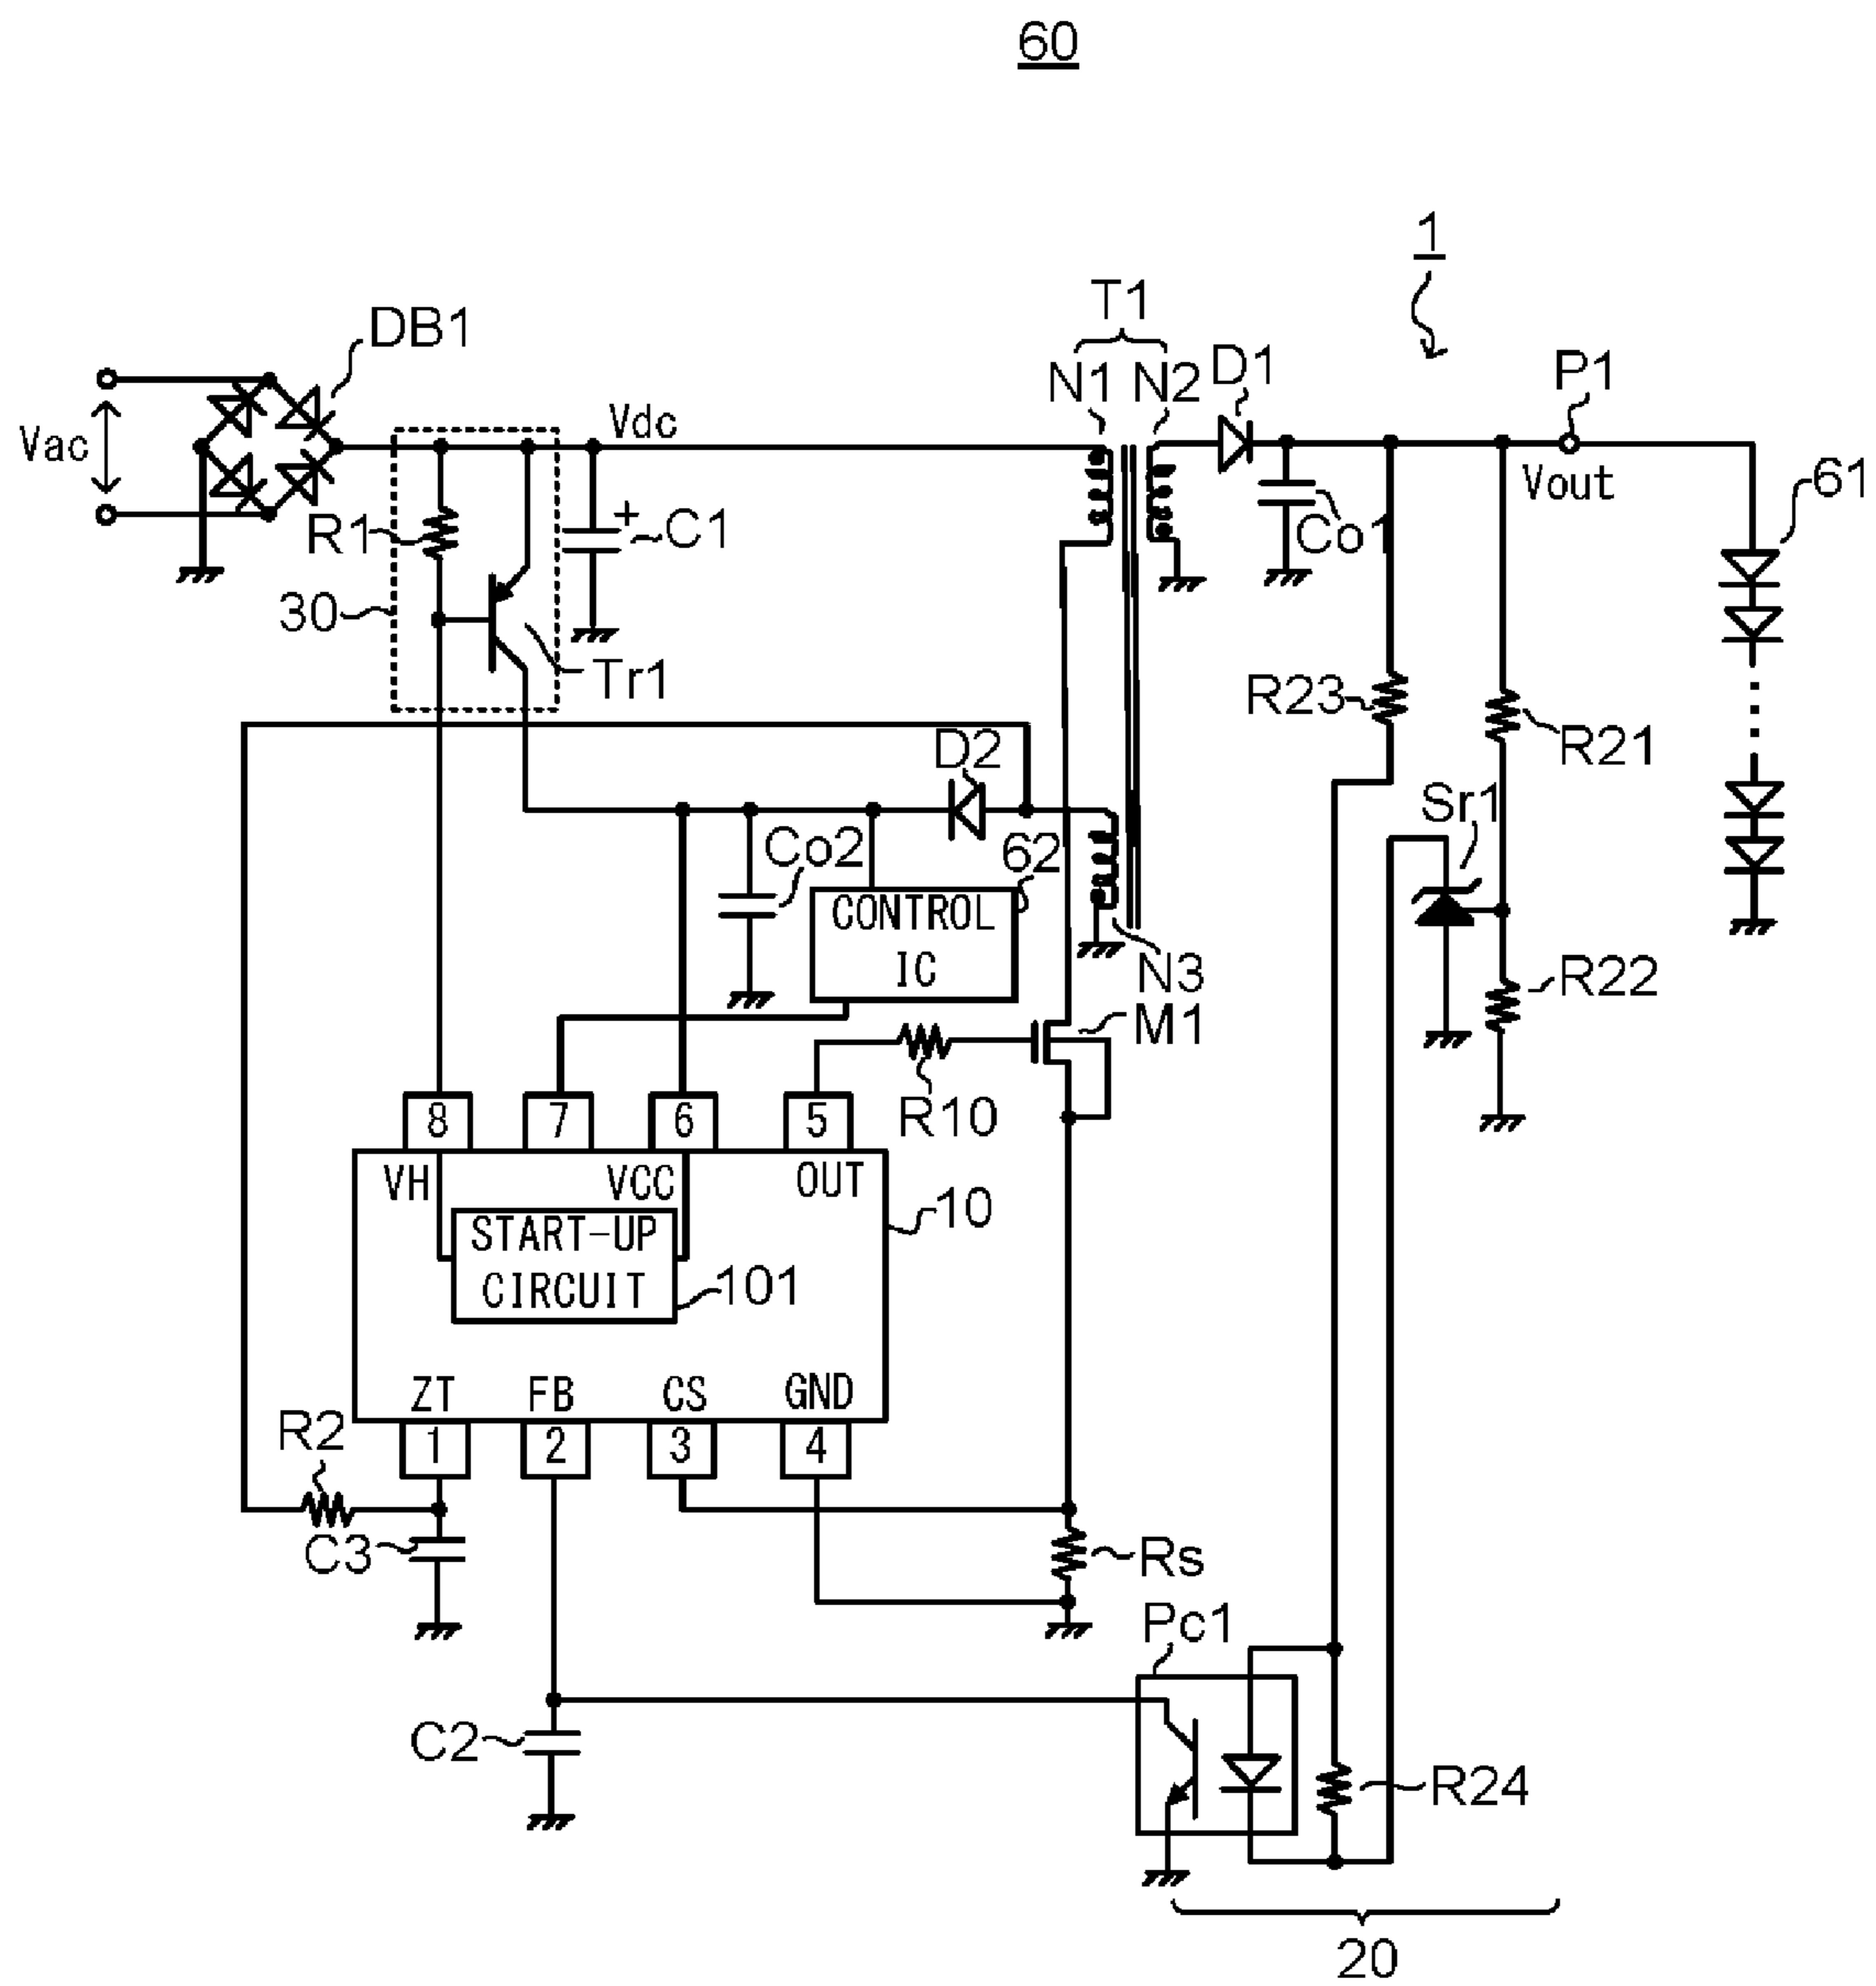 60
1
T1
DB1
N1
N2
D1
P1
Vac
Vdc
Vout
61
R1
+
C1
Co1
30
Tr1
R23
R21
D2
Sr1
Co2
62
CONTROL
IC
N3
R22
M1
R10
8
7
6
5
VH
VCC
OUT
10
START-UP
CIRCUIT
101
ZT
FB
CS
GND
R2
1
2
3
4
C3
Rs
Pc1
C2
R24
20